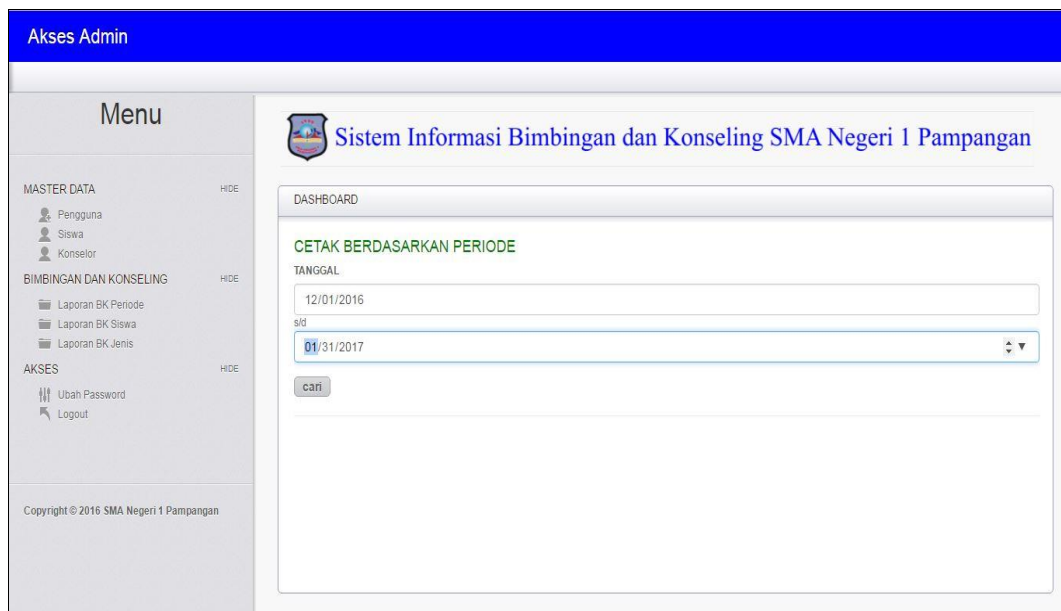 Akses Admin
Menu
Sistem Informasi Bimbingan dan Konseling SMA Negeri 1 Pampangan
MASTER DATA HIDE
Pengguna
Siswa
Konselor
BIMBINGAN DAN KONSELING HIDE
Laporan BK Periode
Laporan BK Siswa
Laporan BK Jenis
AKSES HIDE
Ubah Password
Logout
Copyright © 2016 SMA Negeri 1 Pampangan
DASHBOARD
CETAK BERDASARKAN PERIODE
TANGGAL
12/01/2016
s/d
01/31/2017
cari